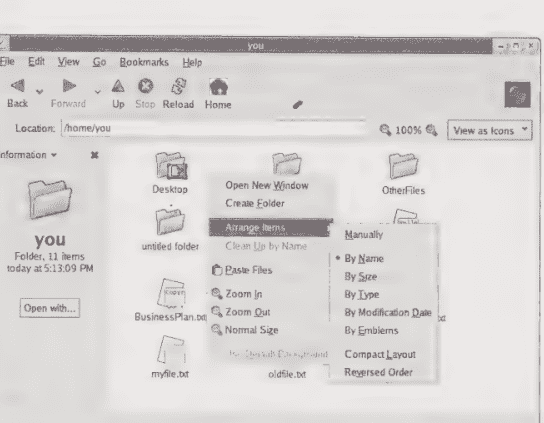 you
File Edit View Go Bookmarks Help
Back Forward Up Stop Reload Home
Location: /home/you 100% View as Icons
nformation
you
Folder, 11 items
today at 5:13:09 PM
Open with...
Desktop
OtherFiles
untitled folder
BusinessPlan.txt
myfile.txt
oldfile.txt
Open New Window
Create Folder
Arrange Items
Clean Up by Name
Paste Files
Zoom In
Zoom Out
Normal Size
Manually
By Name
By Size
By Type
By Modification Date
By Emblems
Compact Layout
Reversed Order